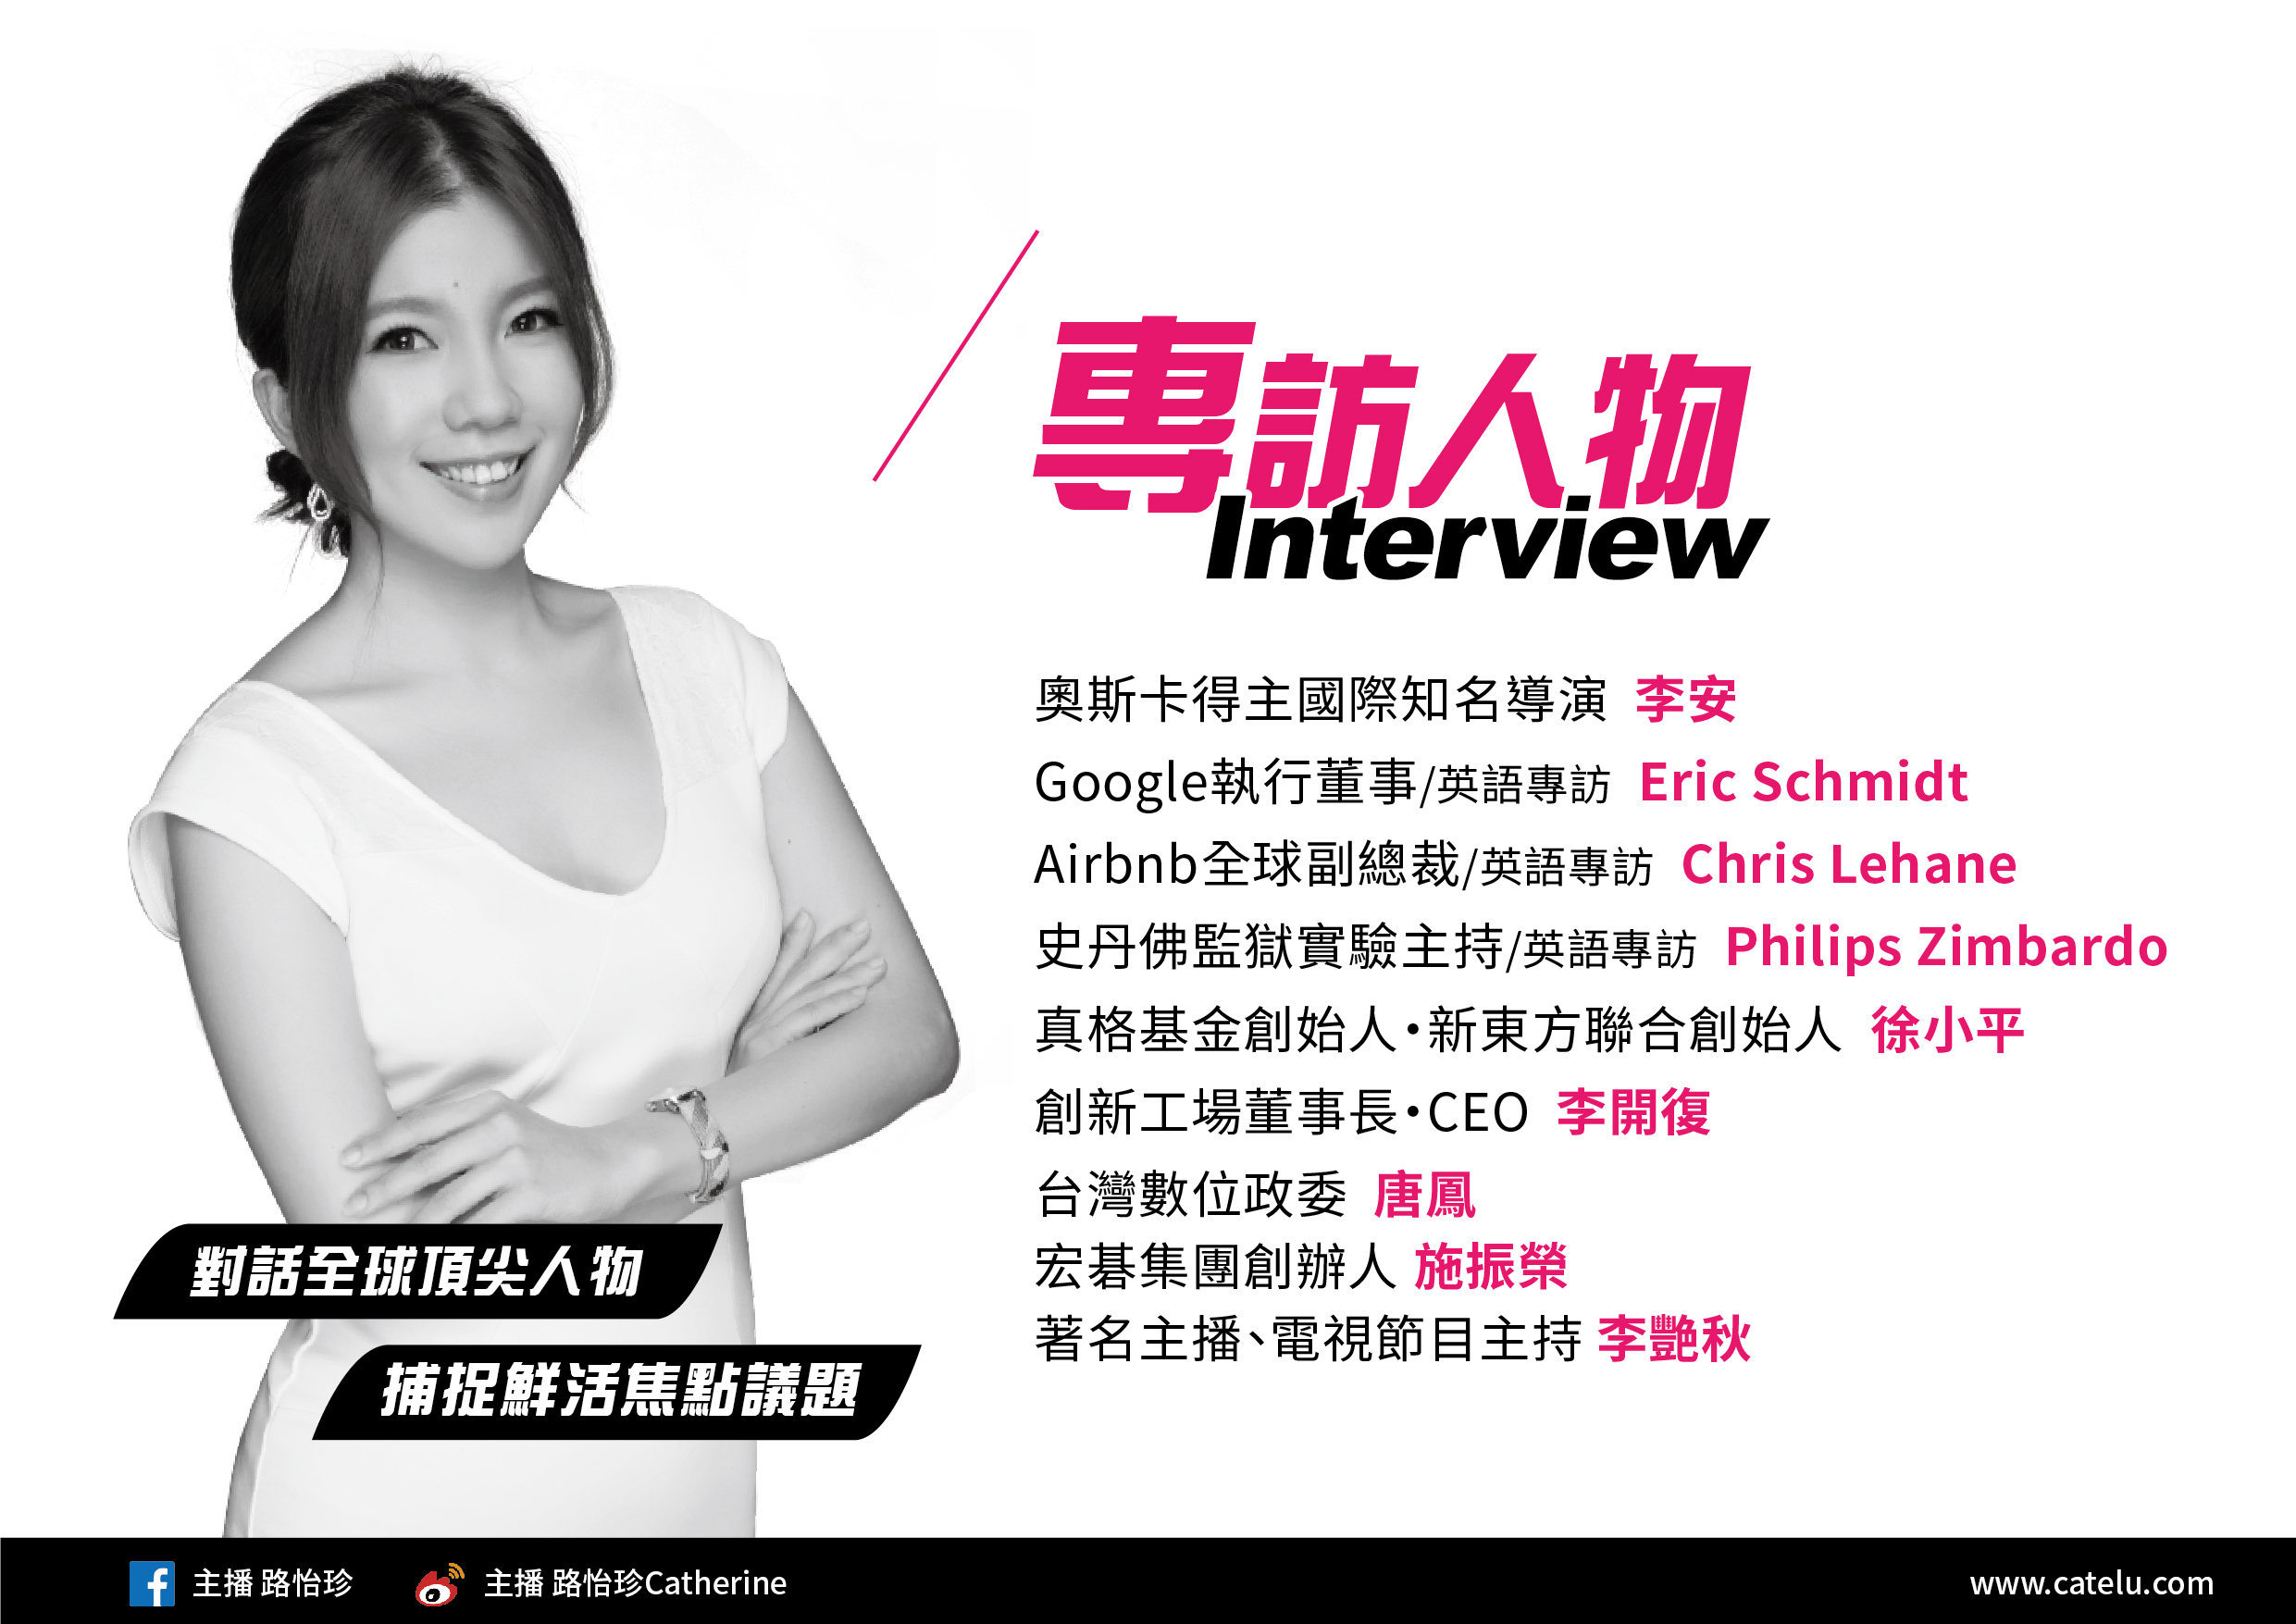 專訪人物
Interview
奧斯卡得主國際知名導演 李安
Google執行董事/英語專訪 Eric Schmidt
Airbnb全球副總裁/英語專訪 Chris Lehane
史丹佛監獄實驗主持/英語專訪 Philips Zimbardo
真格基金創始人・新東方聯合創始人 徐小平
創新工場董事長・CEO 李開復
台灣數位政委 唐鳳
宏碁集團創辦人 施振榮
著名主播、電視節目主持 李艷秋
對話全球頂尖人物
捕捉鮮活焦點議題
主播 路怡珍
主播 路怡珍Catherine
www.catelu.com